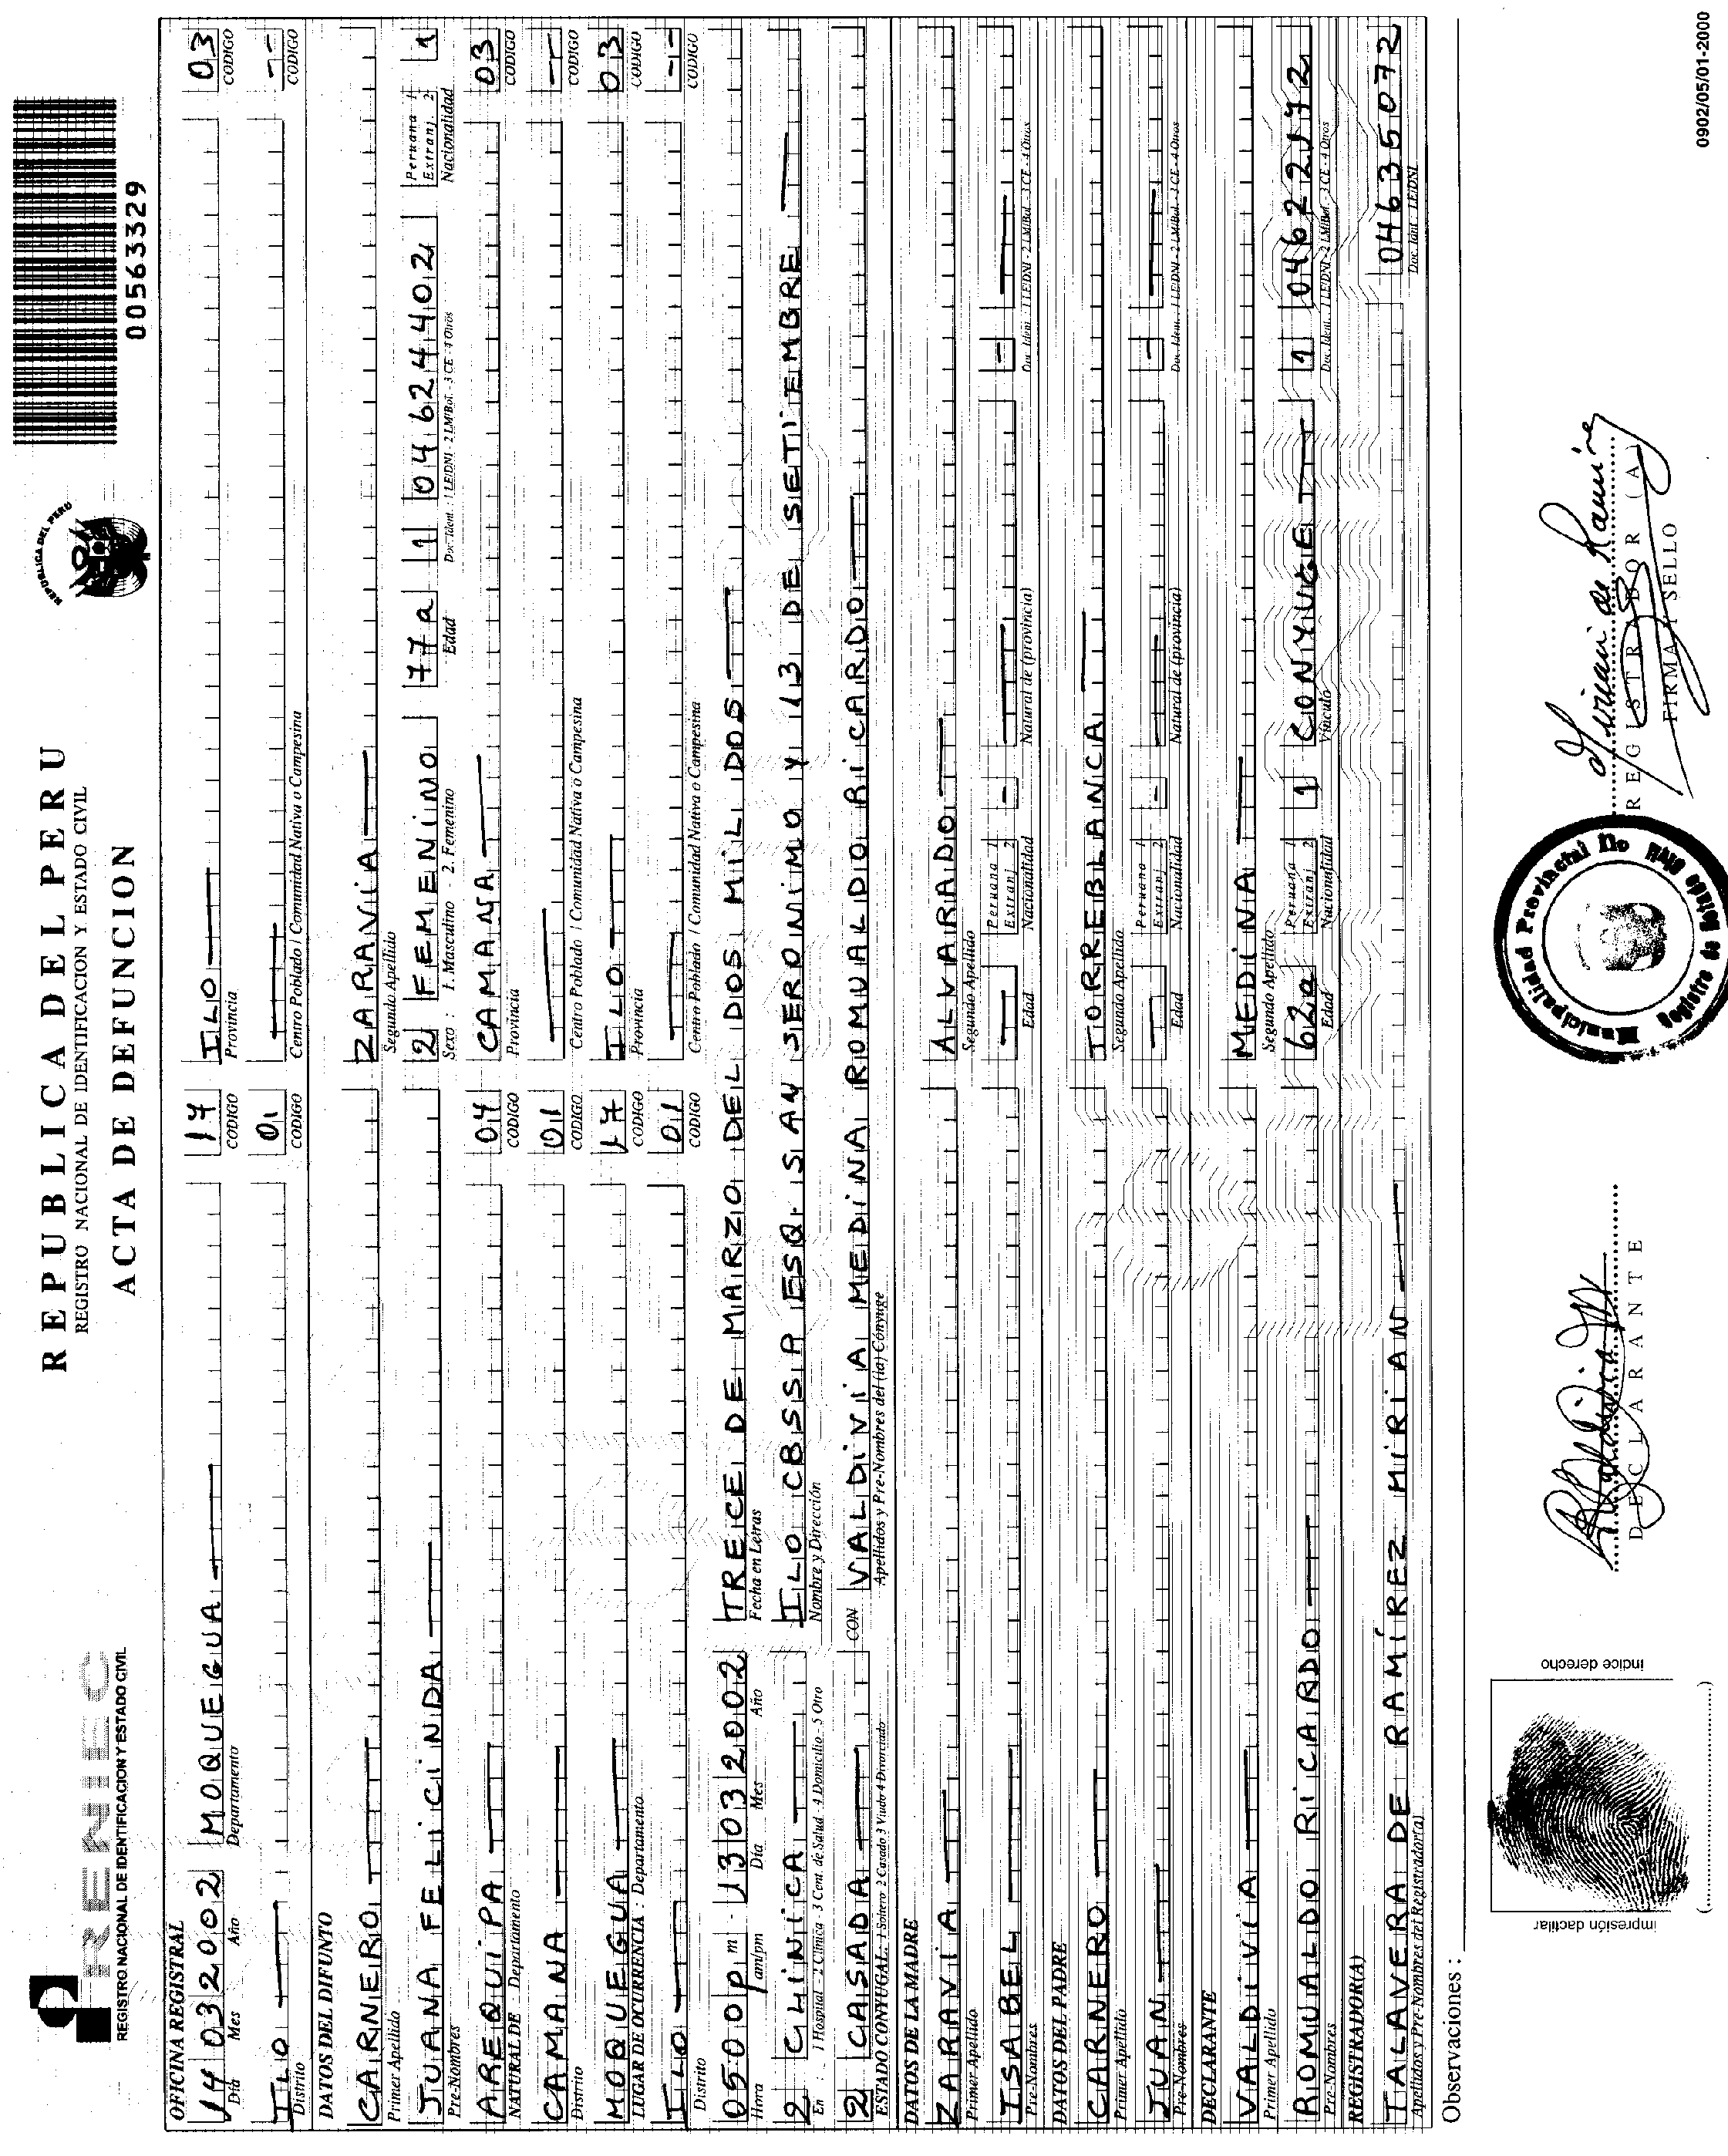 RENIEC
REGISTRO NACIONAL DE IDENTIFICACION Y ESTADO CIVIL
REPUBLICA DEL PERU
REGISTRO NACIONAL DE IDENTIFICACION Y ESTADO CIVIL
ACTA DE DEFUNCION
REPUBLICA DEL PERU
00563329
OFICINA REGISTRAL
14 03 2002 MOQUEGUA 17 ILO 03
Día Mes Año Departamento CODIGO Provincia CODIGO
ILO 01 --
Distrito CODIGO Centro Poblado / Comunidad Nativa o Campesina CODIGO
DATOS DEL DIFUNTO
CARNERO ZARAVIA
Primer Apellido Segundo Apellido
JUANA FELICINDA 2 FEMENINO 77a 1 04624402 Peruana 1 Extranj. 2 1
Pre-Nombres Sexo : 1. Masculino - 2. Femenino Edad Doc. Ident. : 1 LE/DNI - 2 LM/Bol. - 3 CE - 4 Otros Nacionalidad
AREQUIPA 04 CAMANA 03
NATURAL DE : Departamento CODIGO Provincia CODIGO
CAMANA 01 --
Distrito CODIGO Centro Poblado / Comunidad Nativa o Campesina CODIGO
MOQUEGUA 17 ILO 03
LUGAR DE OCURRENCIA : Departamento CODIGO Provincia CODIGO
ILO 01 --
Distrito CODIGO Centro Poblado / Comunidad Nativa o Campesina CODIGO
0500pm 13032002 TRECE DE MARZO DEL DOS MIL DOS
Hora am/pm Día Mes Año Fecha en Letras
2 CLINICA ILO CBSSA ESQ. SAN JERONIMO Y 13 DE SETIEMBRE
En : 1 Hospital - 2 Clínica - 3 Cent. de Salud - 4 Domicilio - 5 Otro Nombre y Dirección
2 CASADA CON VALDIVIA MEDINA ROMUALDO RICARDO
ESTADO CONYUGAL: 1 Soltero 2 Casado 3 Viudo 4 Divorciado Apellidos y Pre-Nombres del (la) Cónyuge
DATOS DE LA MADRE
ZARAVIA ALVARADO
Primer Apellido Segundo Apellido
ISABEL — Peruana 1 Extranj. 2 - — - —
Pre-Nombres Edad Nacionalidad Natural de (provincia) Doc. Ident. : 1 LE/DNI - 2 LM/Bol. - 3 CE - 4 Otros
DATOS DEL PADRE
CARNERO TORREBLANCA
Primer Apellido Segundo Apellido
JUAN — Peruana 1 Extranj. 2 - — - —
Pre-Nombres Edad Nacionalidad Natural de (provincia) Doc. Ident. : 1 LE/DNI - 2 LM/Bol. - 3 CE - 4 Otros
DECLARANTE
VALDIVIA MEDINA
Primer Apellido Segundo Apellido
ROMUALDO RICARDO 62a Peruana 1 Extranj. 2 1 CONYUGE 1 04622172
Pre-Nombres Edad Nacionalidad Vínculo Doc. Ident. : 1 LE/DNI - 2 LM/Bol. - 3 CE - 4 Otros
REGISTRADOR(A)
TALAVERA DE RAMÍREZ MIRIAN 04635072
Apellidos y Pre-Nombres del Registrador(a) Doc. Idnt : LE/DNI
Observaciones :
impresión dactilar
índice derecho
(....................)
DECLARANTE
Municipalidad Provincial Ilo
REGISTRADOR (A)
FIRMA Y SELLO
0902/05/01-2000